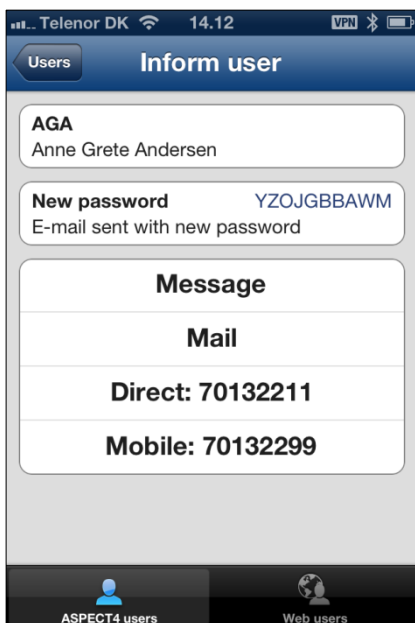 Telenor DK 14.12 VPN
Users Inform user
AGA
Anne Grete Andersen
New password YZOJGBBAWM
E-mail sent with new password
Message
Mail
Direct: 70132211
Mobile: 70132299
ASPECT4 users Web users